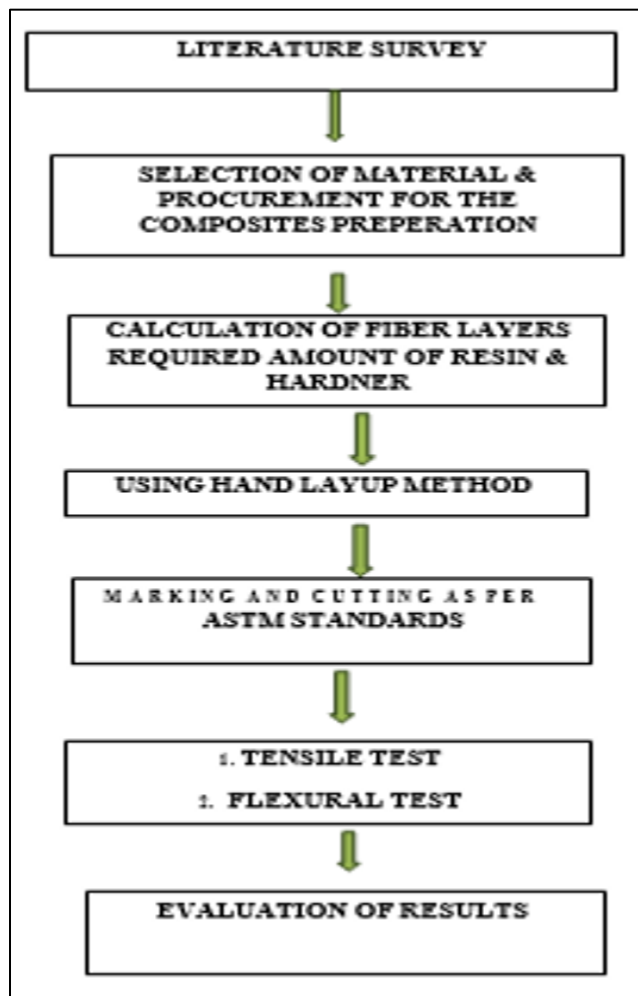 LITERATURE SURVEY
SELECTION OF MATERIAL &
PROCUREMENT FOR THE
COMPOSITES PREPERATION
CALCULATION OF FIBER LAYERS
REQUIRED AMOUNT OF RESIN &
HARDNER
USING HAND LAYUP METHOD
MARKING AND CUTTING AS PER
ASTM STANDARDS
1. TENSILE TEST
2. FLEXURAL TEST
EVALUATION OF RESULTS